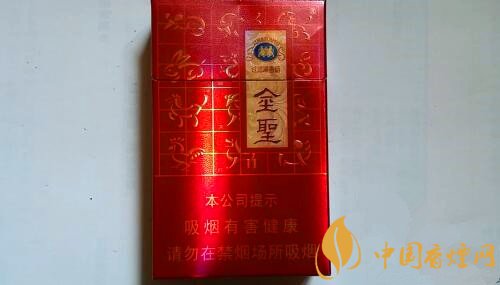 金聖
本公司提示
吸烟有害健康
请勿在禁烟场所吸烟
中国香烟网